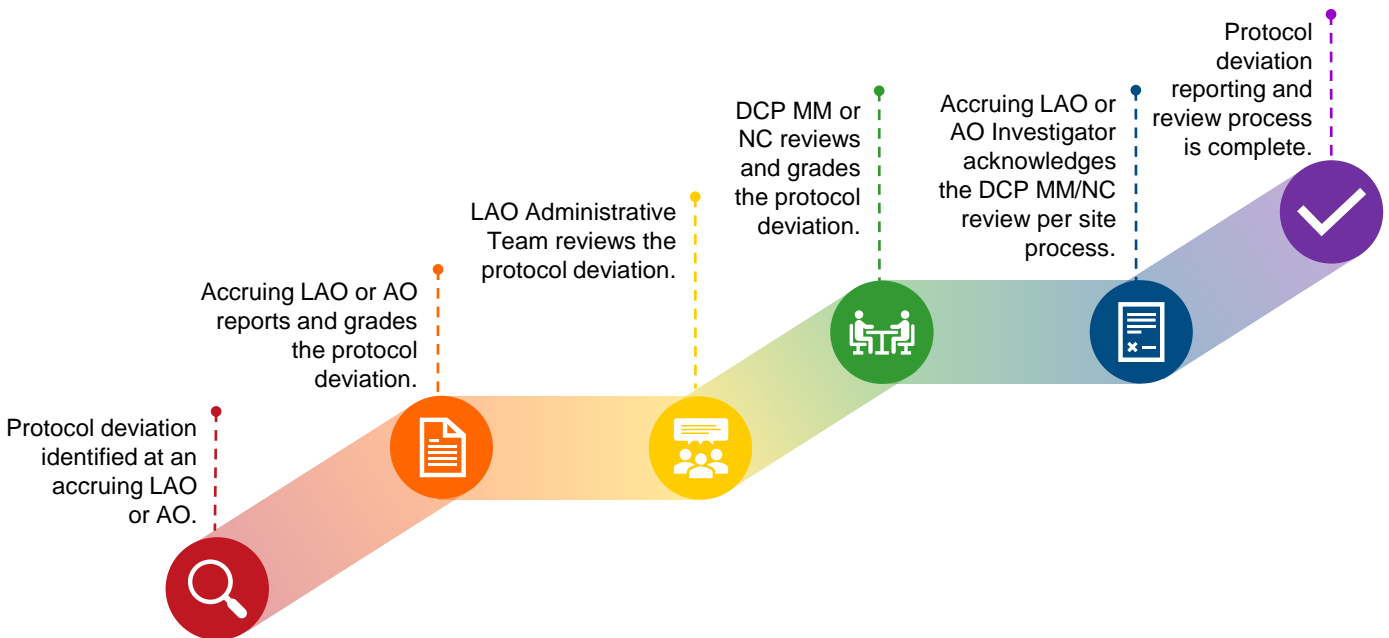 Protocol deviation
identified at an
accruing LAO
or AO.
Accruing LAO or AO
reports and grades
the protocol
deviation.
LAO Administrative
Team reviews the
protocol deviation.
DCP MM or
NC reviews
and grades
the protocol
deviation.
Accruing LAO or
AO Investigator
acknowledges
the DCP MM/NC
review per site
process.
Protocol
deviation
reporting and
review process
is complete.